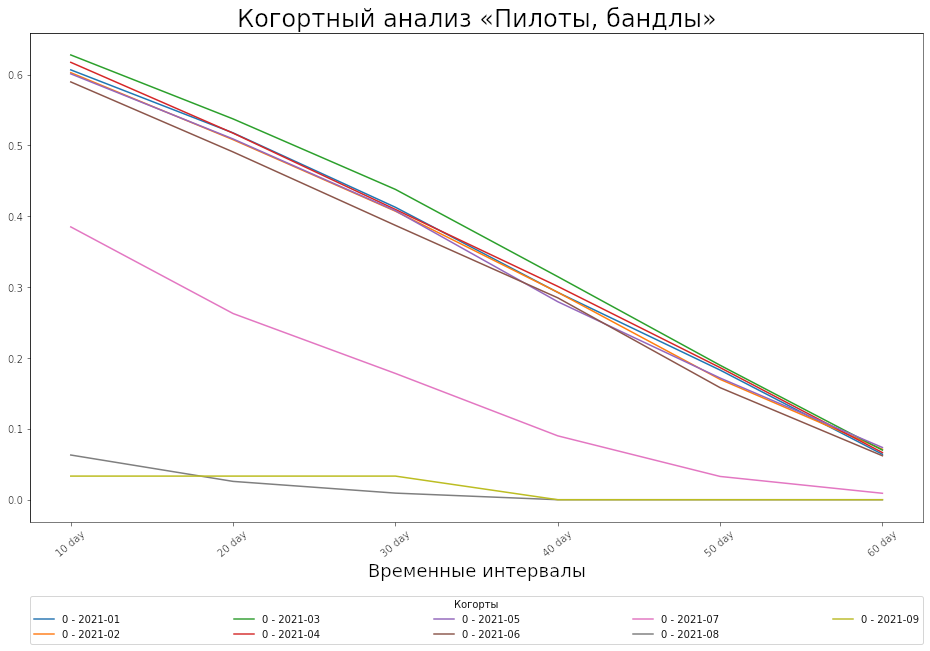 Когортный анализ «Пилоты, бандлы»
0.6
0.5
0.4
0.3
0.2
0.1
0.0
10 day 20 day 30 day 40 day 50 day 60 day
Временные интервалы
Когорты
0 - 2021-01 0 - 2021-03 0 - 2021-05 0 - 2021-07 0 - 2021-09
0 - 2021-02 0 - 2021-04 0 - 2021-06 0 - 2021-08